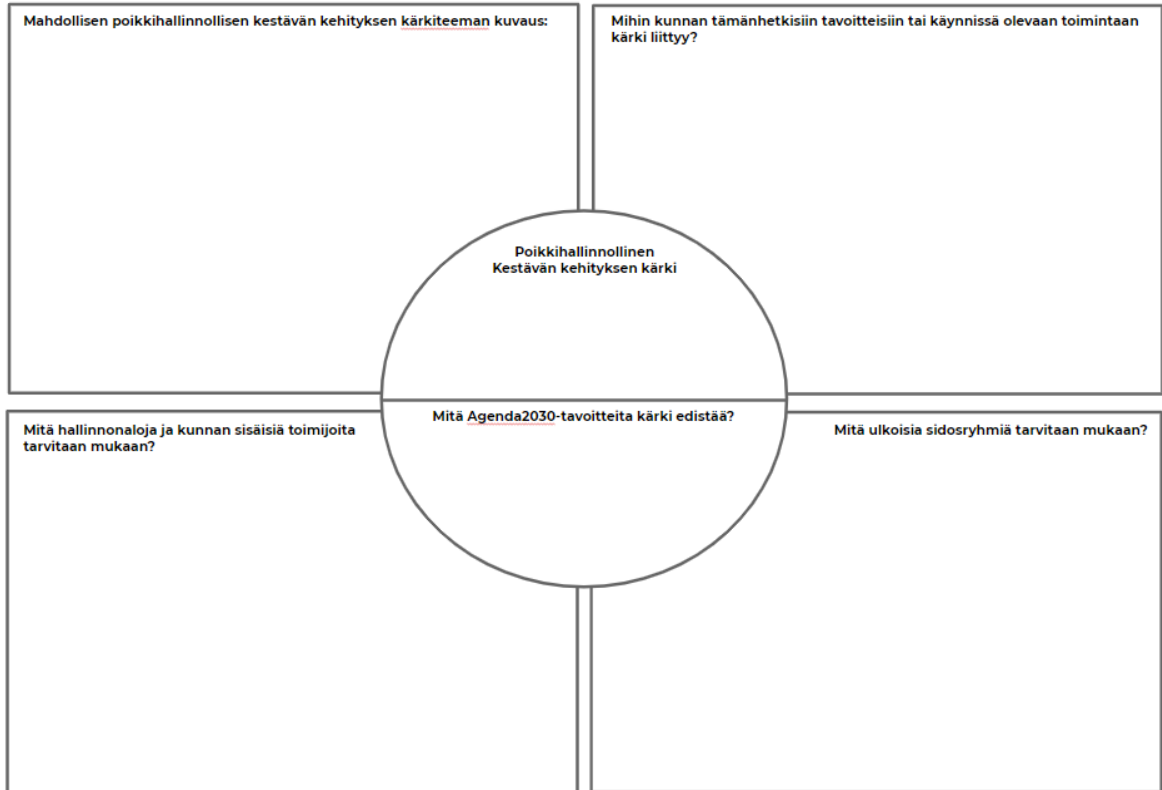 Mahdollisen poikkihallinnollisen kestävän kehityksen kärkiteeman kuvaus:
Mihin kunnan tämänhetkisiin tavoitteisiin tai käynnissä olevaan toimintaan
kärki liittyy?
Poikkihallinnollinen
Kestävän kehityksen kärki
Mitä Agenda2030-tavoitteita kärki edistää?
Mitä hallinnonaloja ja kunnan sisäisiä toimijoita
tarvitaan mukaan?
Mitä ulkoisia sidosryhmiä tarvitaan mukaan?